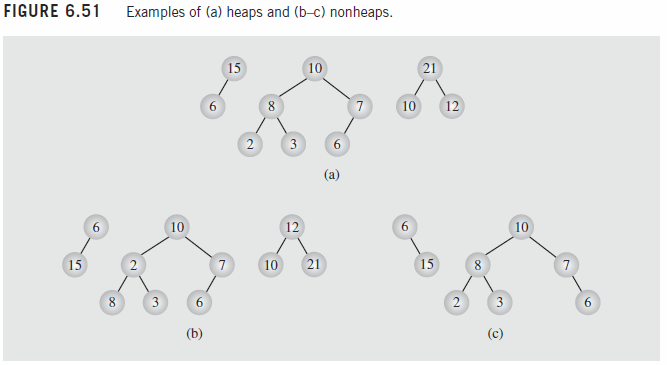 FIGURE 6.51 Examples of (a) heaps and (b–c) nonheaps.
15 10 21
6 8 7 10 12
2 3 6
(a)
6 10 12 6 10
15 2 7 10 21 15 8 7
8 3 6 2 3 6
(b) (c)